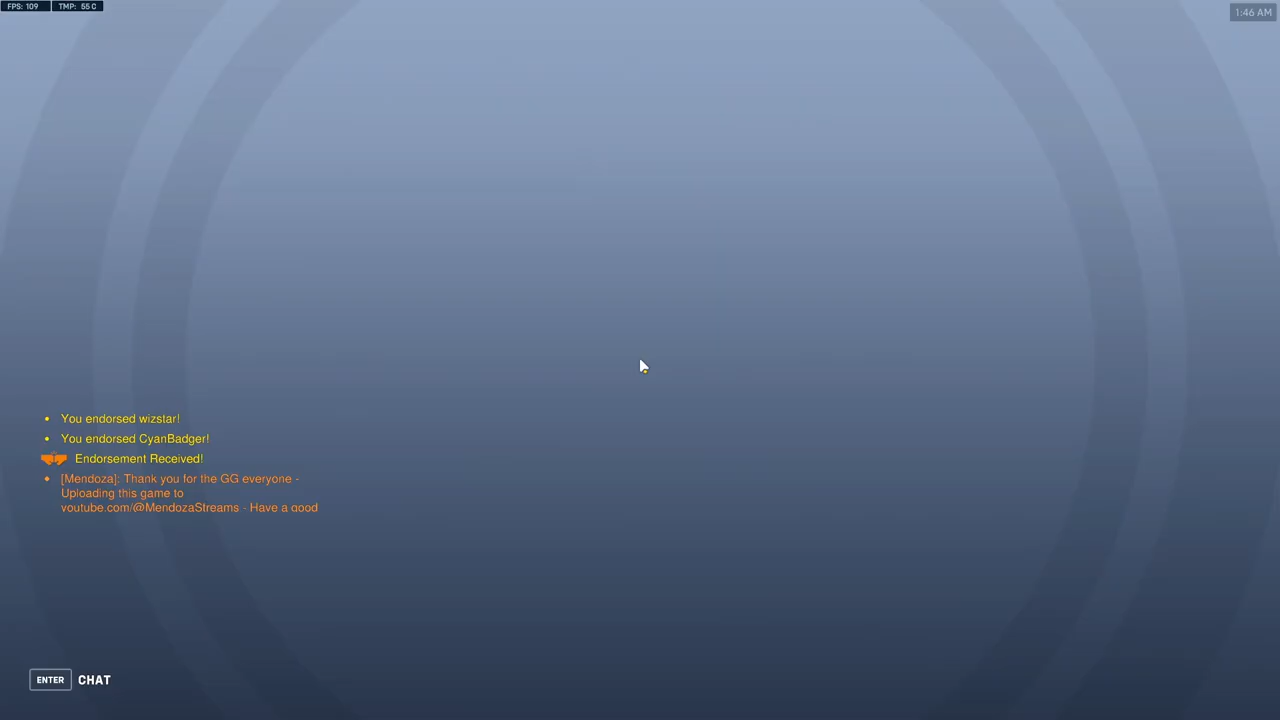 FPS: 109 TMP: 55 C
1:46 AM
You endorsed wizstar!
You endorsed CyanBadger!
Endorsement Received!
[Mendoza]: Thank you for the GG everyone -
Uploading this game to
youtube.com/@MendozaStreams - Have a good
ENTER CHAT